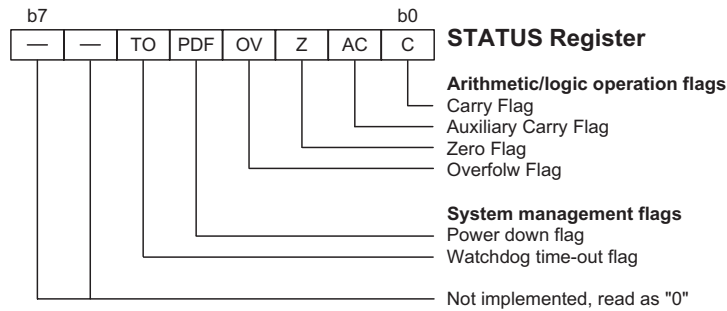 b7 b0
— — TO PDF OV Z AC C STATUS Register
Arithmetic/logic operation flags
Carry Flag
Auxiliary Carry Flag
Zero Flag
Overfolw Flag
System management flags
Power down flag
Watchdog time-out flag
Not implemented, read as "0"